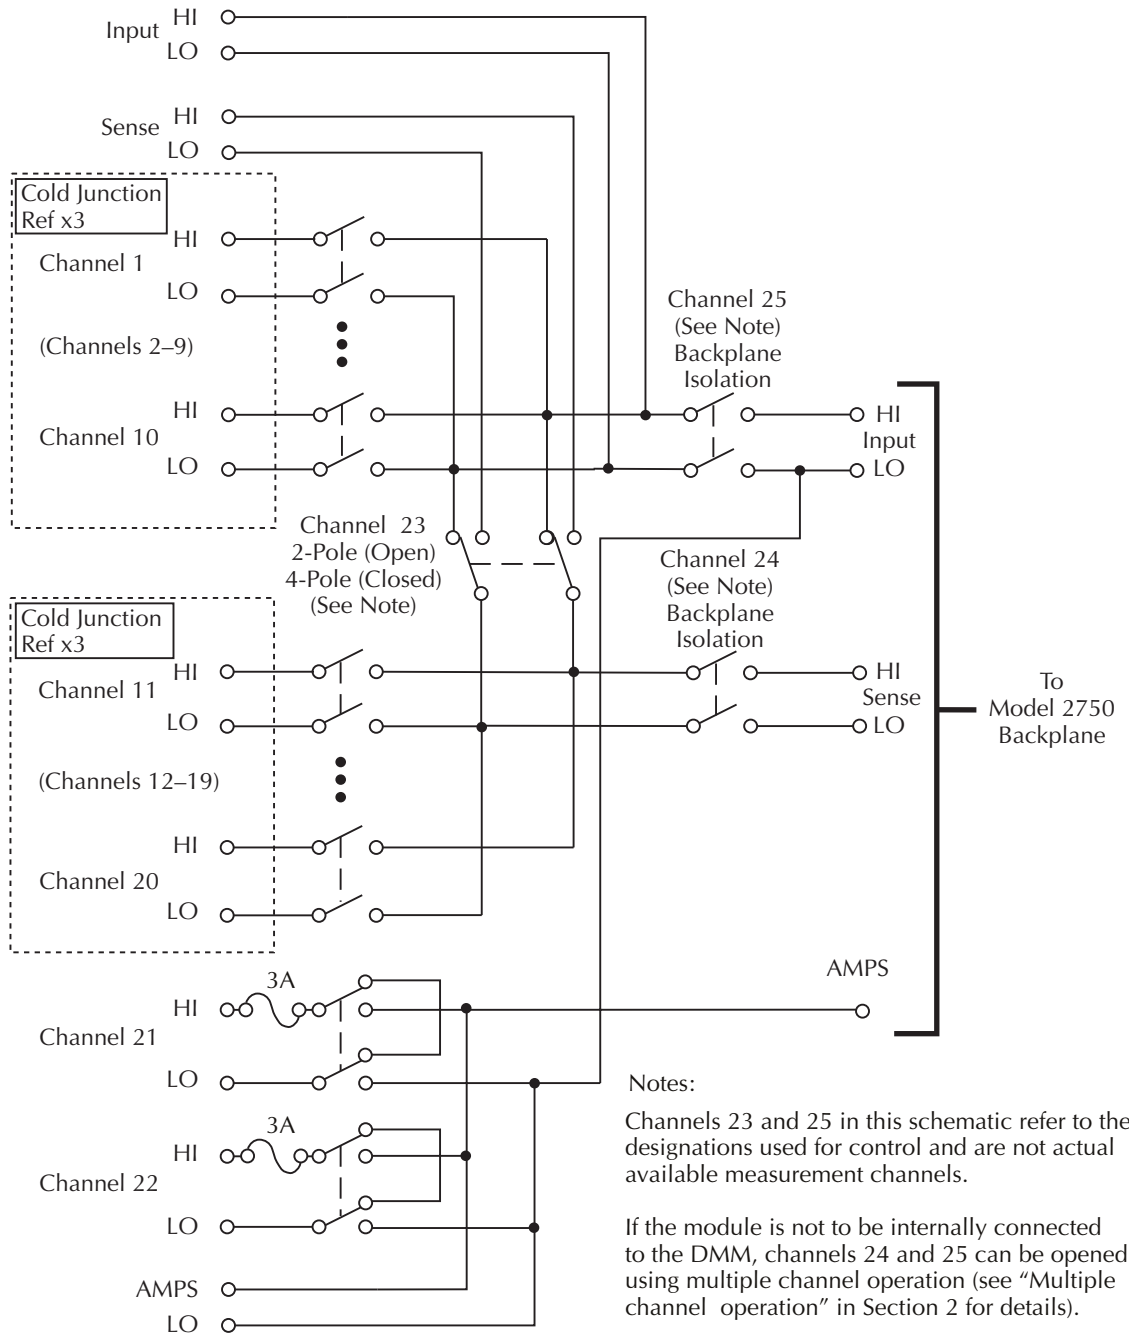 Input
HI
LO
Sense
HI
LO
Cold Junction
Ref x3
HI
Channel 1
LO
(Channels 2–9)
HI
Channel 10
LO
Channel 25
(See Note)
Backplane
Isolation
HI
Input
LO
Channel 23
2-Pole (Open)
4-Pole (Closed)
(See Note)
Channel 24
(See Note)
Backplane
Isolation
Cold Junction
Ref x3
HI
Channel 11
LO
(Channels 12–19)
HI
Channel 20
LO
HI
Sense
LO
To
Model 2750
Backplane
AMPS
3A
HI
Channel 21
LO
3A
HI
Channel 22
LO
AMPS
LO
Notes:
Channels 23 and 25 in this schematic refer to the
designations used for control and are not actual
available measurement channels.
If the module is not to be internally connected
to the DMM, channels 24 and 25 can be opened
using multiple channel operation (see “Multiple
channel operation” in Section 2 for details).